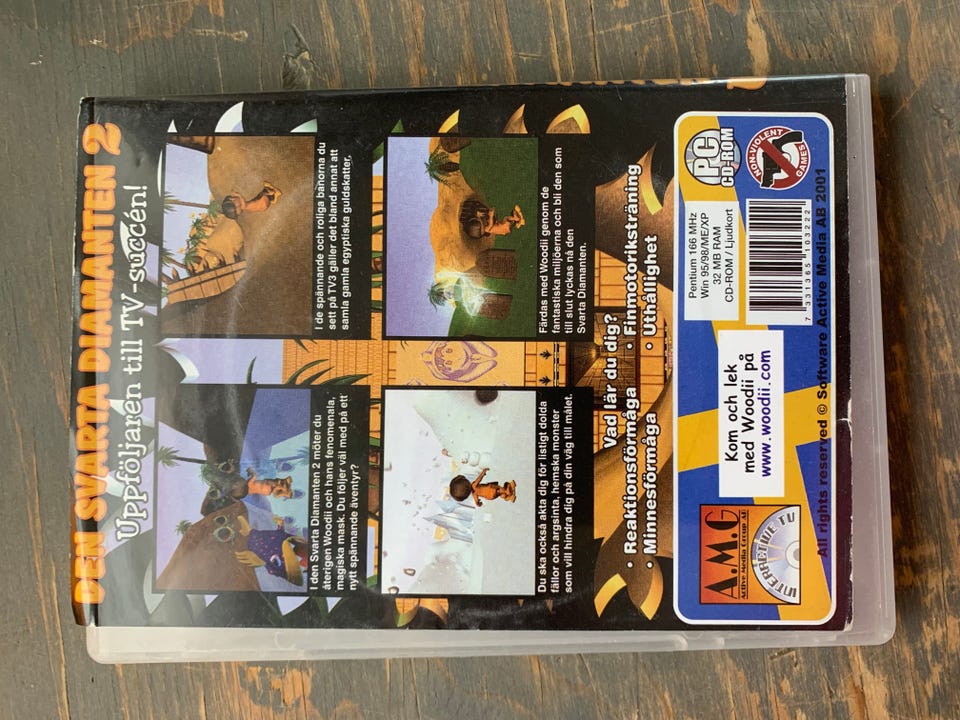 DEN SVARTA DIAMANTEN 2
Uppföljaren till TV-succén!
I den Svarta Diamanten 2 möter du
återigen Woodii och hans fenomenala,
magiska mask. Du följer väl med på ett
nytt spännande äventyr?
I de spännande och roliga banorna du
sett på TV3 gäller det bland annat att
samla gamla egyptiska guldskatter,
Du ska också akta dig för listigt dolda
fällor och argsinta, hemska monster
som vill hindra dig på din väg till målet.
Färdas med Woodii genom de
fantastiska miljöerna och bli den som
till slut lyckas nå den
Svarta Diamanten.
Vad lär du dig?
• Reaktionsförmåga
• Finmotoriksträning
• Minnesförmåga
• Uthållighet
A.M.G
Active Media Group AB
INTERACTIVE TV
Kom och lek
med Woodii på
www.woodii.com
Pentium 166 MHz
Win 95/98/ME/XP
32 MB RAM
CD-ROM / Ljudkort
7 331365 103222
PC
CD-ROM
NON-VIOLENT
GAMES
All rights reserved © Software Active Media AB 2001